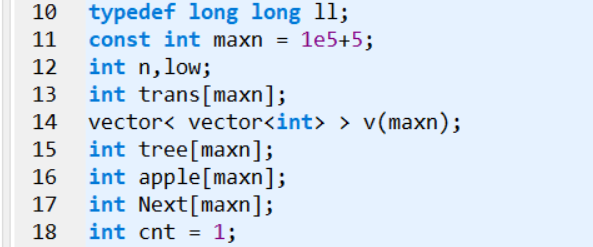 10 typedef long long ll;
11 const int maxn = 1e5+5;
12 int n,low;
13 int trans[maxn];
14 vector< vector<int> > v(maxn);
15 int tree[maxn];
16 int apple[maxn];
17 int Next[maxn];
18 int cnt = 1;